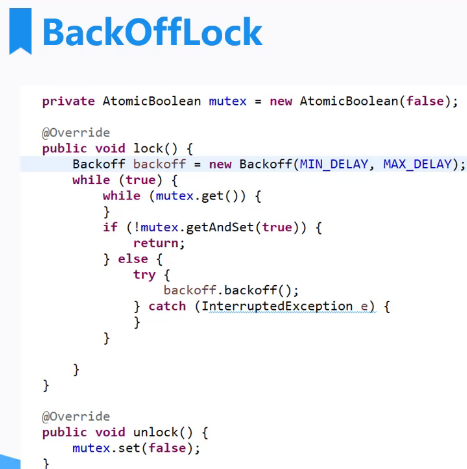 BackOffLock
private AtomicBoolean mutex = new AtomicBoolean(false);
@Override
public void lock() {
Backoff backoff = new Backoff(MIN_DELAY, MAX_DELAY);
while (true) {
while (mutex.get()) {
}
if (!mutex.getAndSet(true)) {
return;
} else {
try {
backoff.backoff();
} catch (InterruptedException e) {
}
}
}
}
@Override
public void unlock() {
mutex.set(false);
}